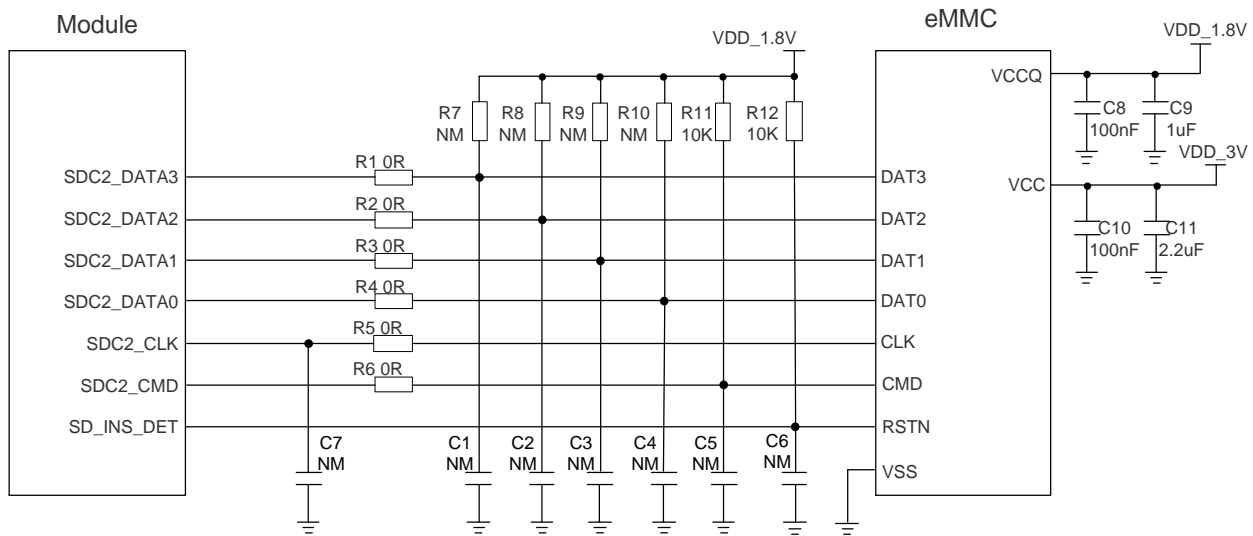 Module
eMMC
VDD_1.8V
VDD_1.8V
VCCQ
R7
NM
R8
NM
R9
NM
R10
NM
R11
10K
R12
10K
C8
100nF
C9
1uF
VDD_3V
VCC
C10
100nF
C11
2.2uF
SDC2_DATA3
R1 0R
DAT3
SDC2_DATA2
R2 0R
DAT2
SDC2_DATA1
R3 0R
DAT1
SDC2_DATA0
R4 0R
DAT0
SDC2_CLK
R5 0R
CLK
SDC2_CMD
R6 0R
CMD
SD_INS_DET
RSTN
C7
NM
C1
NM
C2
NM
C3
NM
C4
NM
C5
NM
C6
NM
VSS